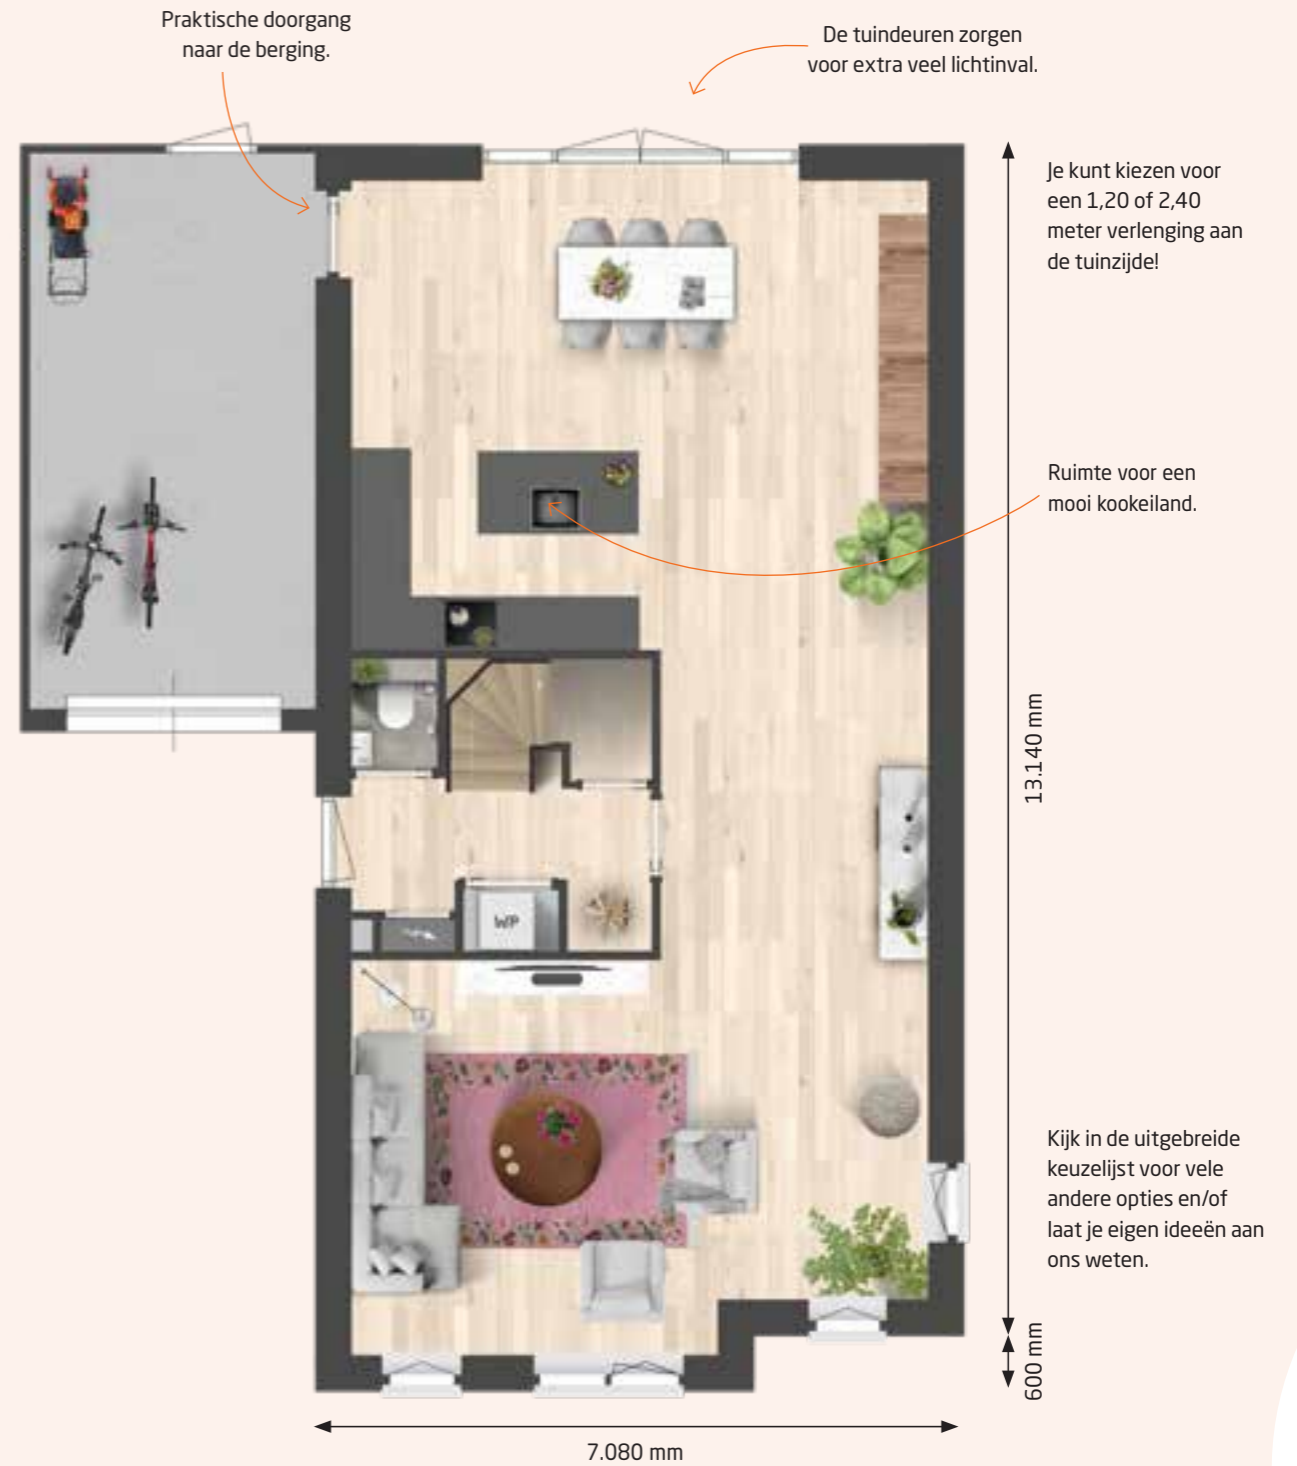 Praktische doorgang
naar de berging.
De tuindeuren zorgen
voor extra veel lichtinval.
Je kunt kiezen voor
een 1,20 of 2,40
meter verlenging aan
de tuinzijde!
Ruimte voor een
mooi kookeiland.
13.140 mm
WP
Kijk in de uitgebreide
keuzelijst voor vele
andere opties en/of
laat je eigen ideeën aan
ons weten.
600 mm
7.080 mm